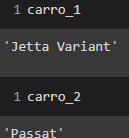 1 carro_1
'Jetta Variant'
1 carro_2
'Passat'